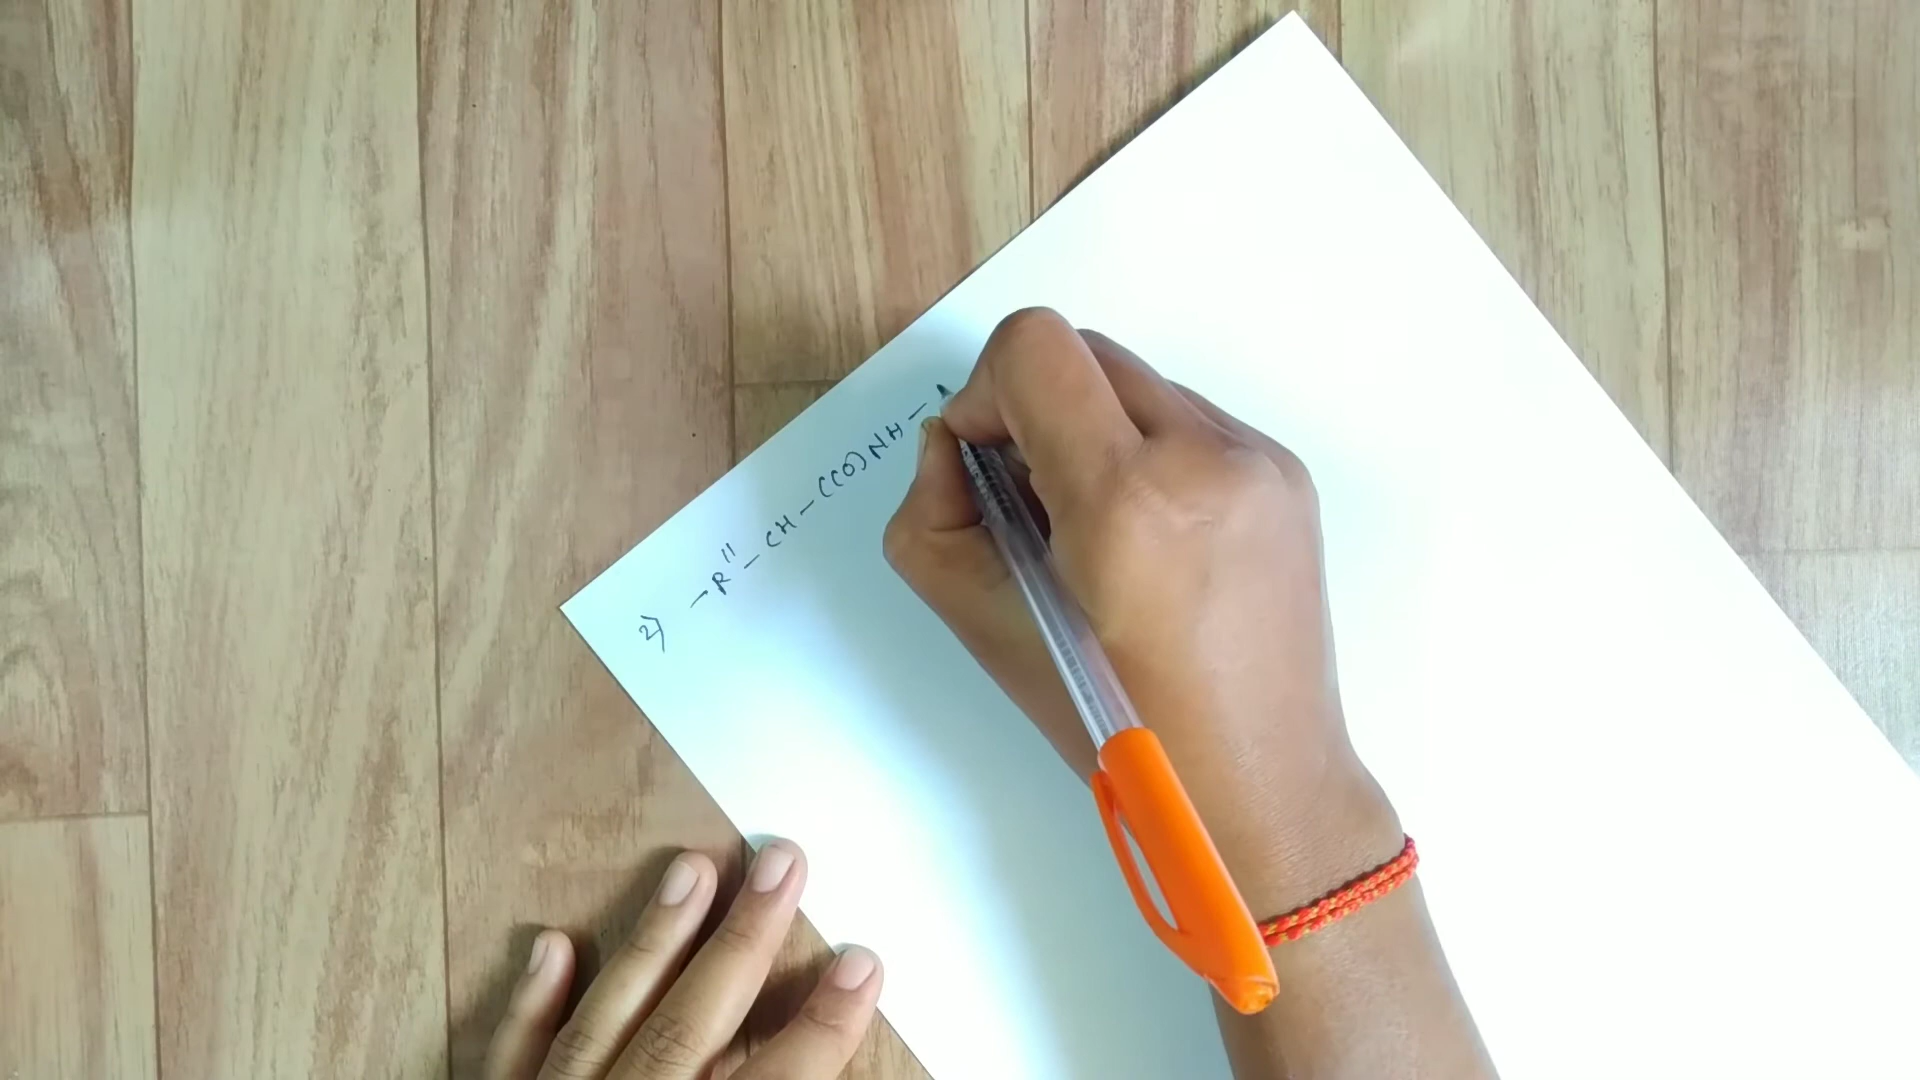 2) – R" – CH – C(O) NH –